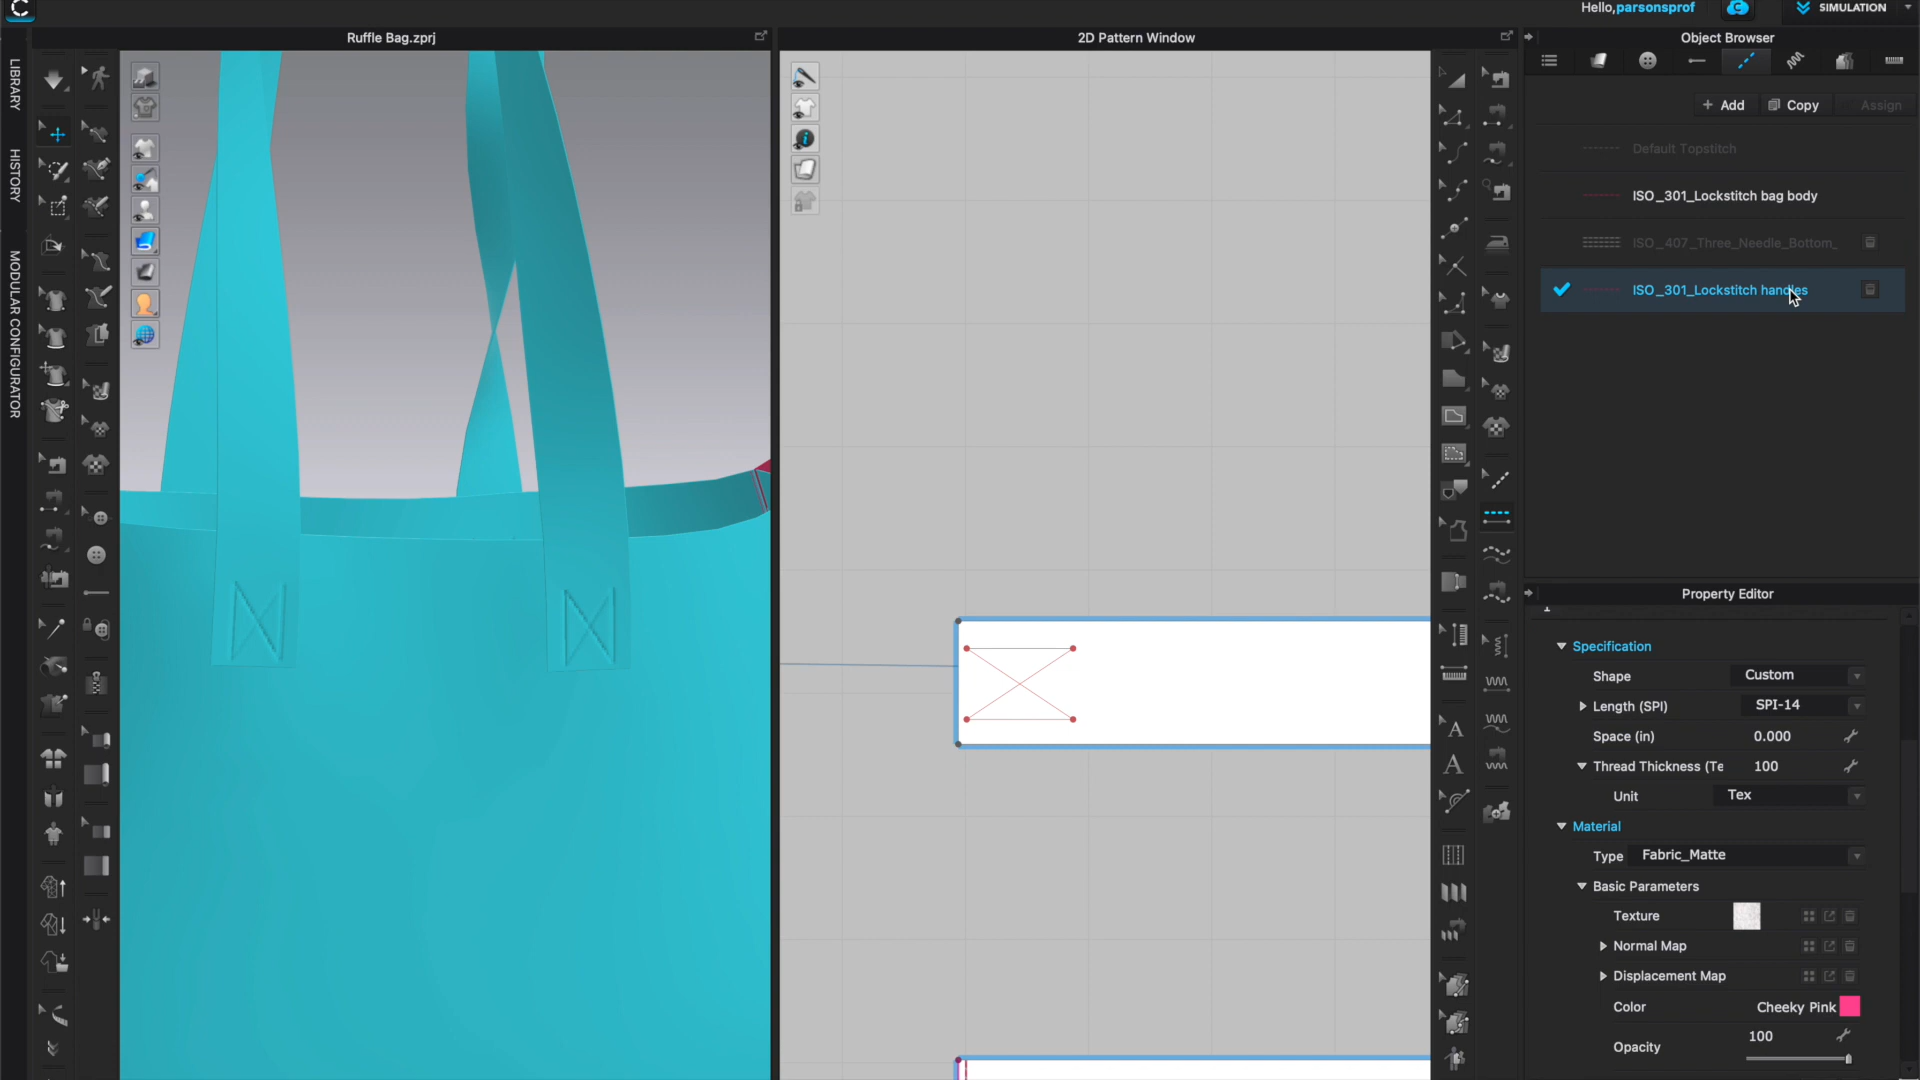 Hello,parsonsprof
SIMULATION
Ruffle Bag.zprj
2D Pattern Window
Object Browser
LIBRARY
HISTORY
MODULAR CONFIGURATOR
+ Add
Copy
Assign
Default Topstitch
ISO_301_Lockstitch bag body
ISO_407_Three_Needle_Bottom_
ISO_301_Lockstitch handles
Property Editor
Specification
Shape Custom
Length (SPI) SPI-14
Space (in) 0.000
Thread Thickness (Te 100
Unit Tex
Material
Type Fabric_Matte
Basic Parameters
Texture
Normal Map
Displacement Map
Color Cheeky Pink
Opacity 100